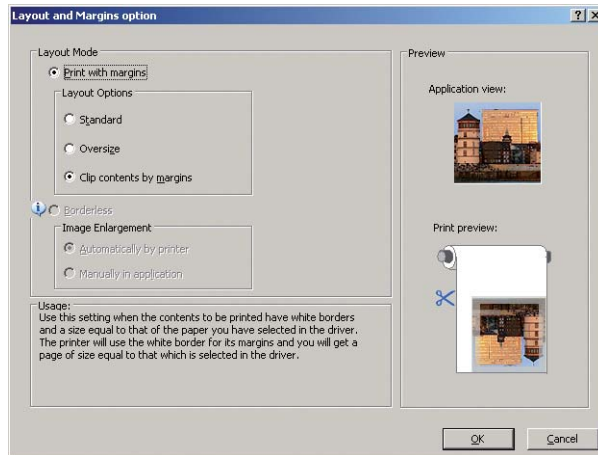 Layout and Margins option
Layout Mode
Print with margins
Layout Options
Standard
Oversize
Clip contents by margins
Borderless
Image Enlargement
Automatically by printer
Manually in application
Usage:
Use this setting when the contents to be printed have white borders
and a size equal to that of the paper you have selected in the driver.
The printer will use the white border for its margins and you will get a
page of size equal to that which is selected in the driver.
Preview
Application view:
Print preview:
OK
Cancel